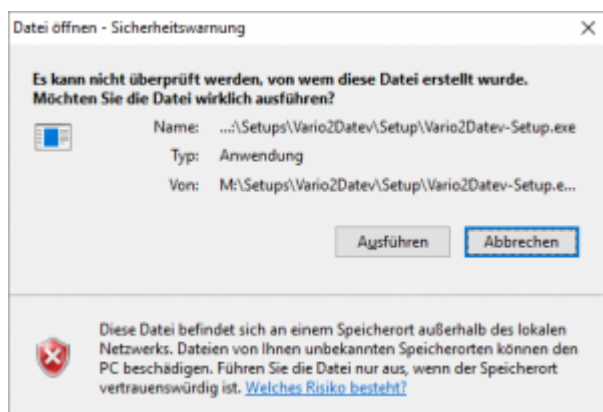 Datei öffnen - Sicherheitswarnung
Es kann nicht überprüft werden, von wem diese Datei erstellt wurde.
Möchten Sie die Datei wirklich ausführen?
Name: ...:\Setups\Vario2Datev\Setup\Vario2Datev-Setup.exe
Typ: Anwendung
Von: M:\Setups\Vario2Datev\Setup\Vario2Datev-Setup.e...
Ausführen Abbrechen
Diese Datei befindet sich an einem Speicherort außerhalb des lokalen
Netzwerks. Dateien von Ihnen unbekannten Speicherorten können den
PC beschädigen. Führen Sie die Datei nur aus, wenn der Speicherort
vertrauenswürdig ist. Welches Risiko besteht?